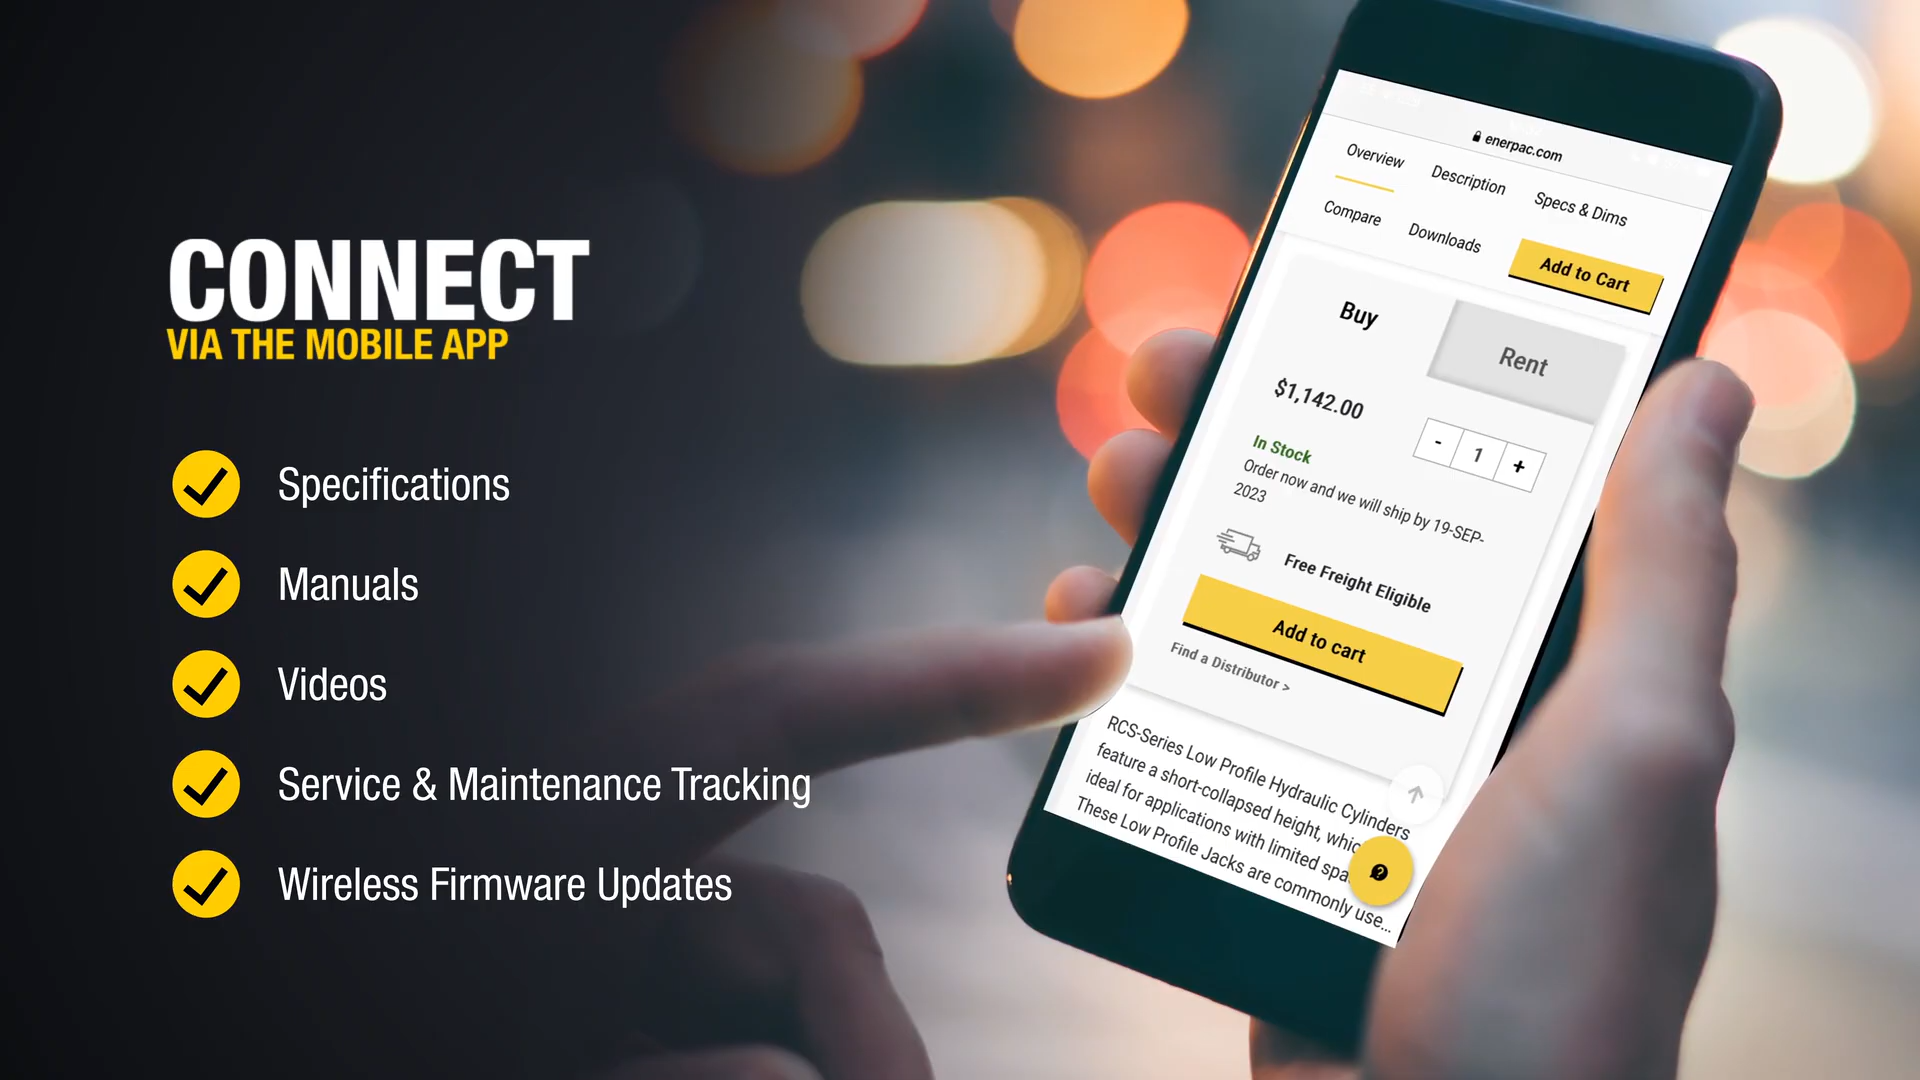 CONNECT
VIA THE MOBILE APP
Specifications
Manuals
Videos
Service & Maintenance Tracking
Wireless Firmware Updates
enerpac.com
Overview Description Specs & Dims
Compare Downloads Add to Cart
Buy Rent
$1,142.00
- 1 +
In Stock
Order now and we will ship by 19-SEP-
2023
Free Freight Eligible
Add to cart
Find a Distributor >
RCS-Series Low Profile Hydraulic Cylinders
feature a short-collapsed height, whic
ideal for applications with limited spa
These Low Profile Jacks are commonly use...
?